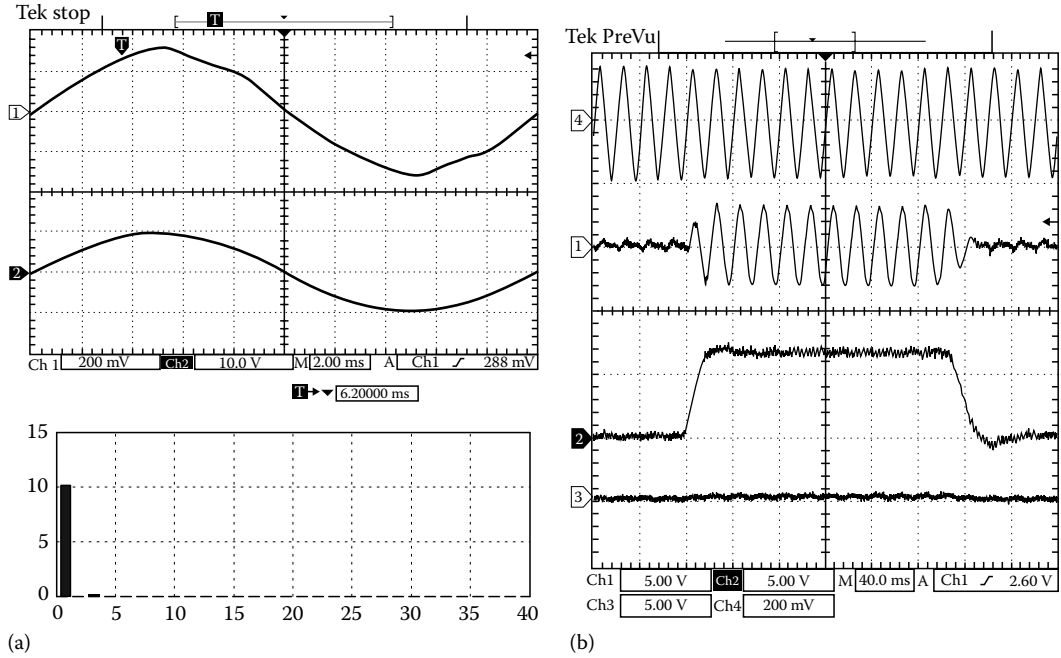 Tek stop
T
T
1
2
Ch 1 200 mV Ch2 10.0 V M 2.00 ms A Ch1 288 mV
T 6.20000 ms
15
10
5
0
0 5 10 15 20 25 30 35 40
(a)
Tek PreVu
4
1
2
3
Ch1 5.00 V Ch2 5.00 V M 40.0 ms A Ch1 2.60 V
Ch3 5.00 V Ch4 200 mV
(b)